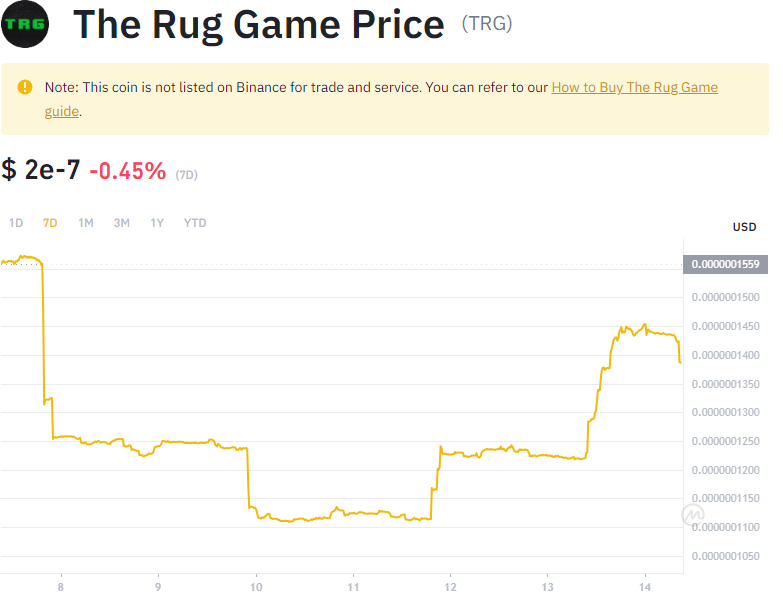 TRG
The Rug Game Price (TRG)
Note: This coin is not listed on Binance for trade and service. You can refer to our How to Buy The Rug Game
guide.
$ 2e-7 -0.45% (7D)
1D 7D 1M 3M 1Y YTD
USD
0.0000001559
0.0000001500
0.0000001450
0.0000001400
0.0000001350
0.0000001300
0.0000001250
0.0000001200
0.0000001150
0.0000001100
0.0000001050
8 9 10 11 12 13 14